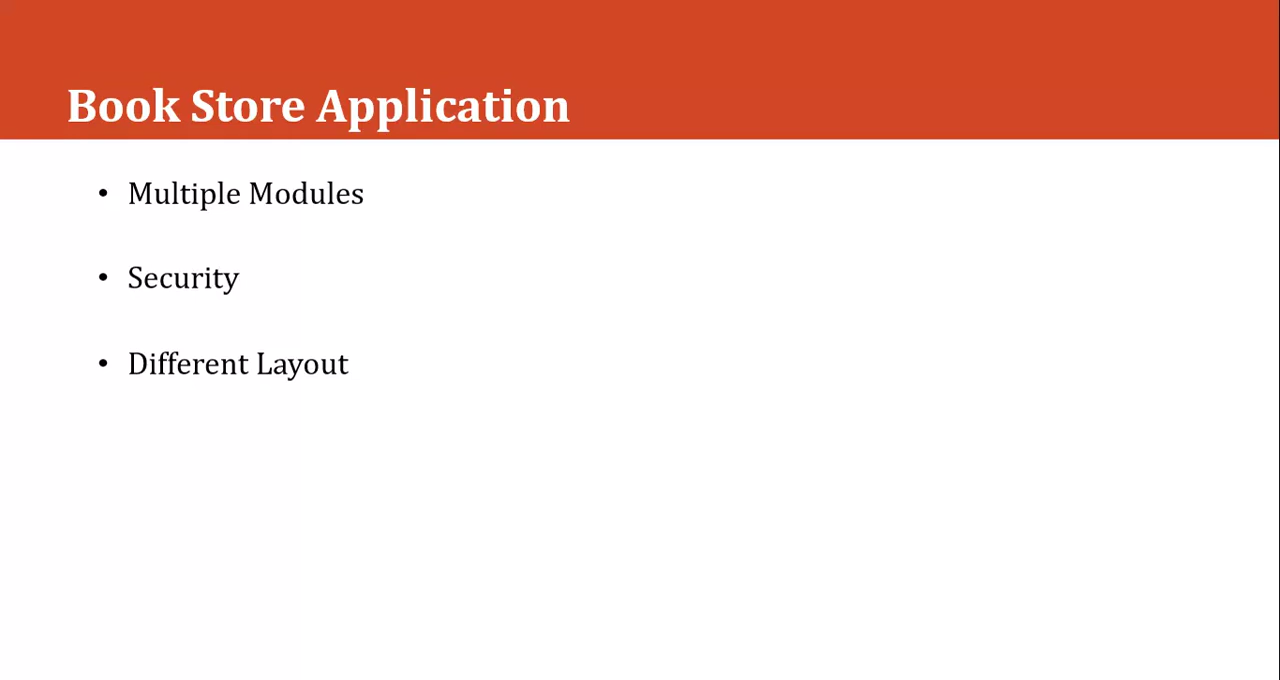 Book Store Application
• Multiple Modules
• Security
• Different Layout